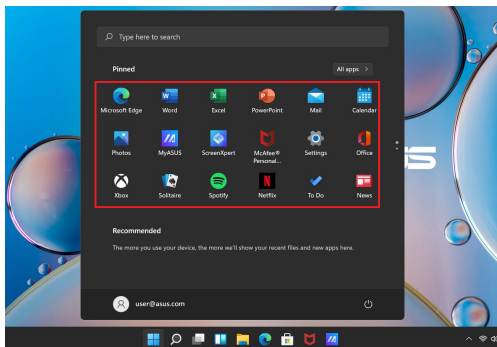 Type here to search
Pinned
All apps >
Microsoft Edge Word Excel PowerPoint Mail Calendar
Photos MyASUS ScreenXpert McAfee® Personal... Settings Office
Xbox Solitaire Spotify Netflix To Do News
Recommended
The more you use your device, the more we'll show your recent files and new apps here.
user@asus.com